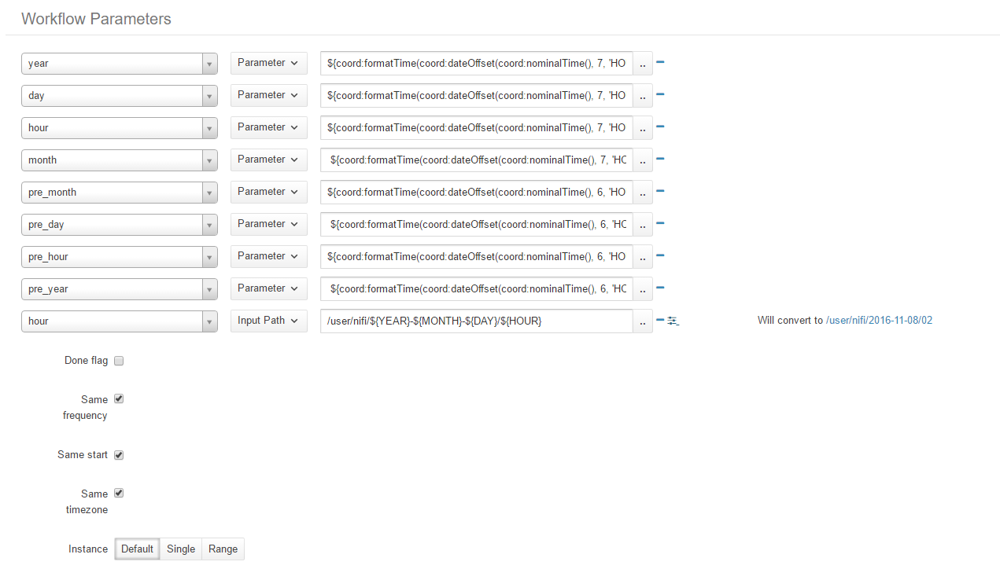 Workflow Parameters
year Parameter ${coord:formatTime(coord:dateOffset(coord:nominalTime(), 7, 'HO ..
day Parameter ${coord:formatTime(coord:dateOffset(coord:nominalTime(), 7, 'HO ..
hour Parameter ${coord:formatTime(coord:dateOffset(coord:nominalTime(), 7, 'HO ..
month Parameter ${coord:formatTime(coord:dateOffset(coord:nominalTime(), 7, 'HO ..
pre_month Parameter ${coord:formatTime(coord:dateOffset(coord:nominalTime(), 6, 'HO ..
pre_day Parameter ${coord:formatTime(coord:dateOffset(coord:nominalTime(), 6, 'HO ..
pre_hour Parameter ${coord:formatTime(coord:dateOffset(coord:nominalTime(), 6, 'HO ..
pre_year Parameter ${coord:formatTime(coord:dateOffset(coord:nominalTime(), 6, 'HO ..
hour Input Path /user/nifi/${YEAR}-${MONTH}-${DAY}/${HOUR} .. Will convert to /user/nifi/2016-11-08/02
Done flag
Same
frequency
Same start
Same
timezone
Instance Default Single Range